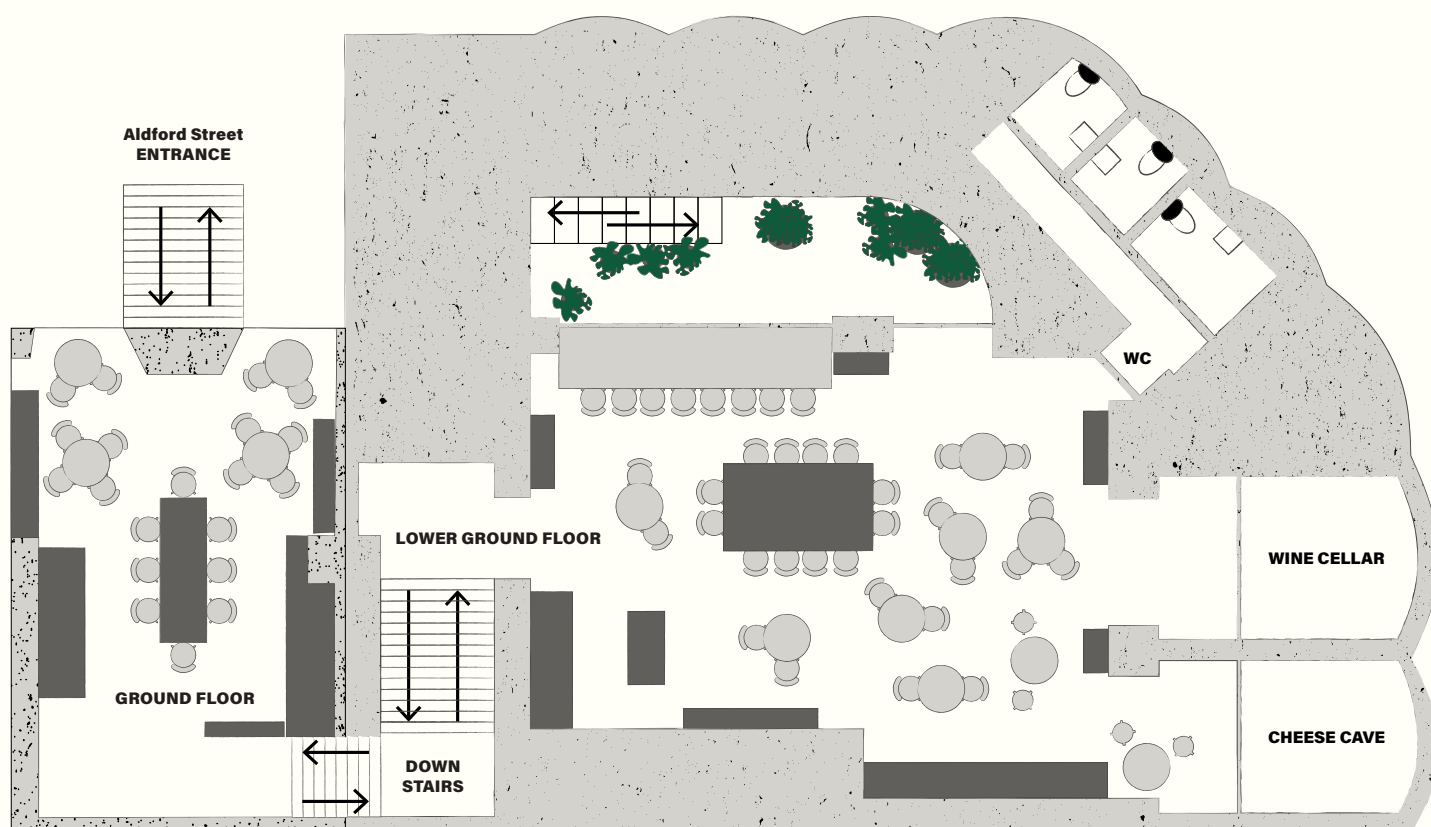 Aldford Street
ENTRANCE
WC
LOWER GROUND FLOOR
WINE CELLAR
GROUND FLOOR
CHEESE CAVE
DOWN
STAIRS